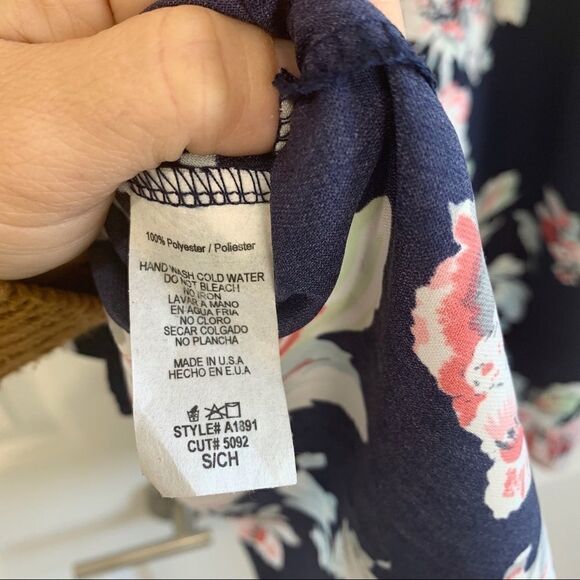 100% Polyester / Poliester
HAND WASH COLD WATER
DO NOT BLEACH
NO IRON
LAVAR A MANO
EN AGUA FRIA
NO CLORO
SECAR COLGADO
NO PLANCHA
MADE IN U.S.A
HECHO EN E.U.A
STYLE# A1891
CUT# 5092
S/CH